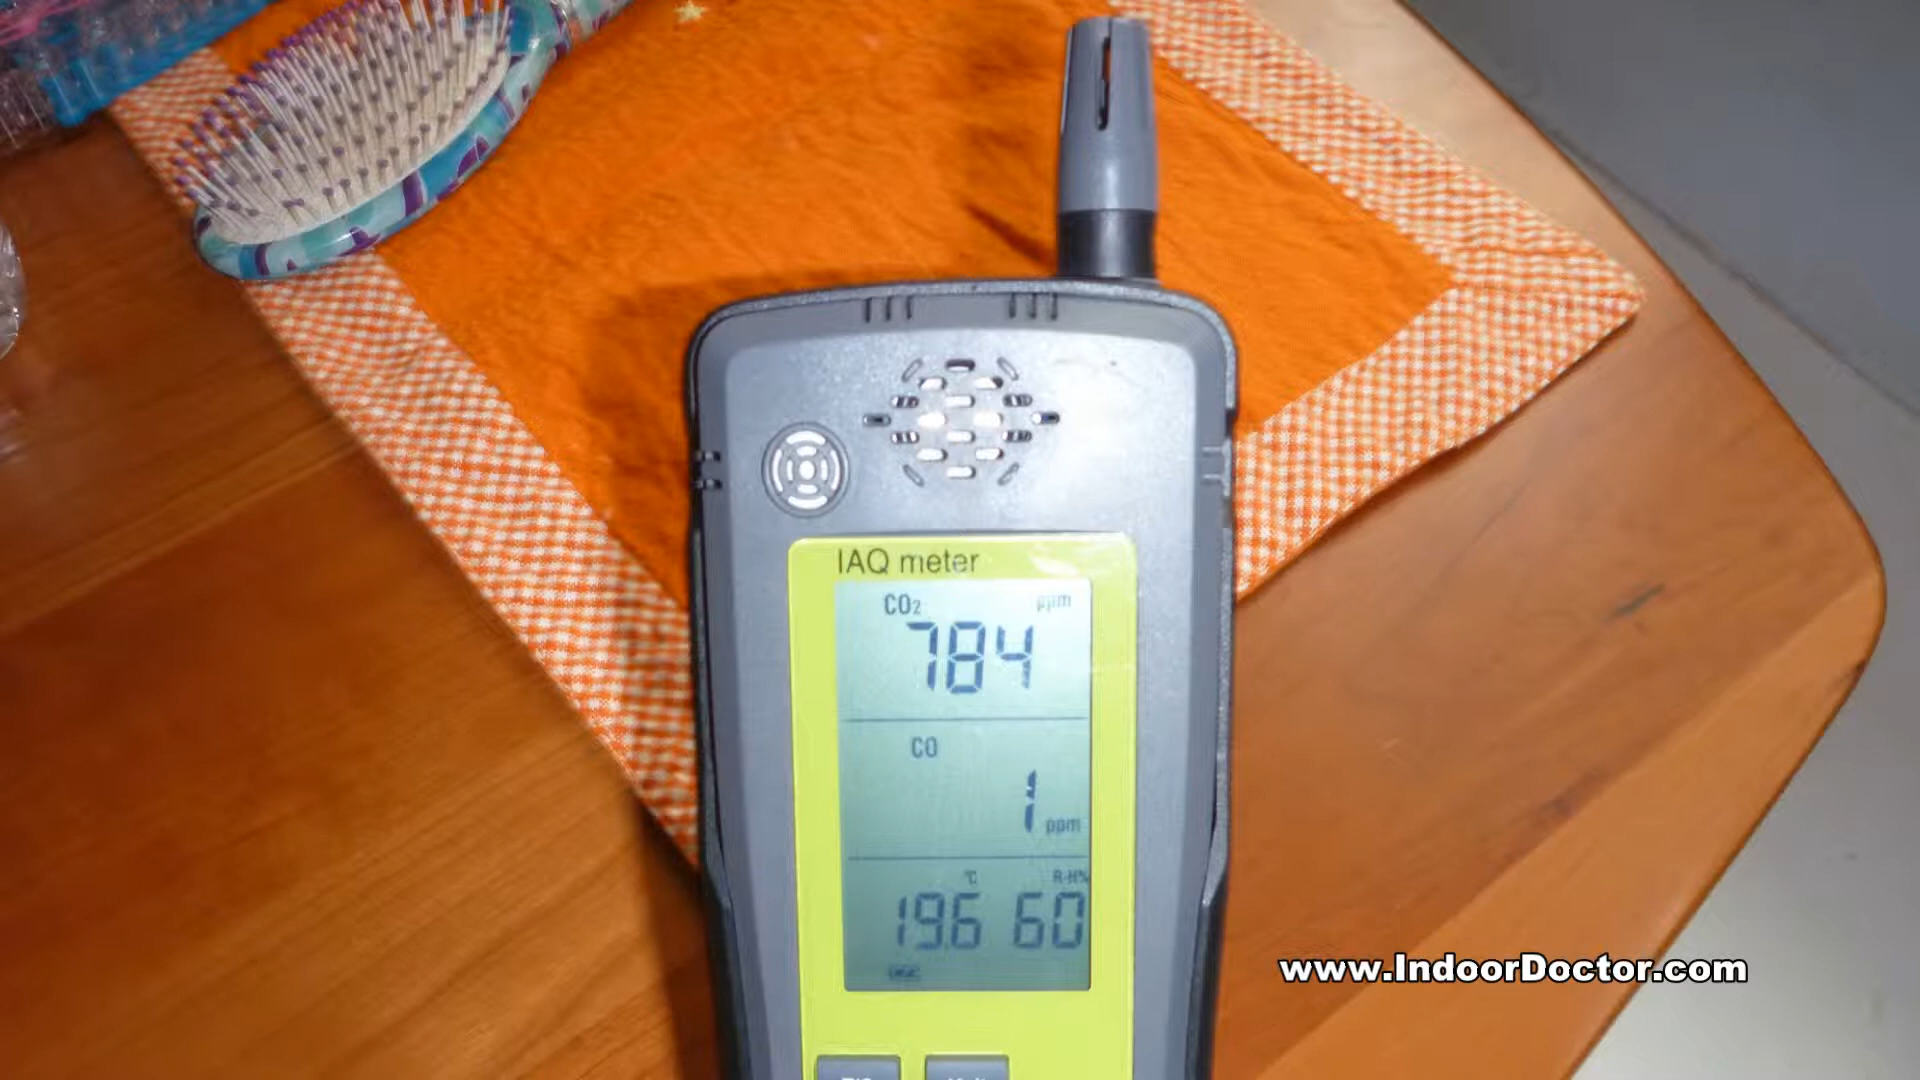 IAQ meter
CO2 ppm
784
CO
1 ppm
°C R-H%
19.6 60
www.IndoorDoctor.com